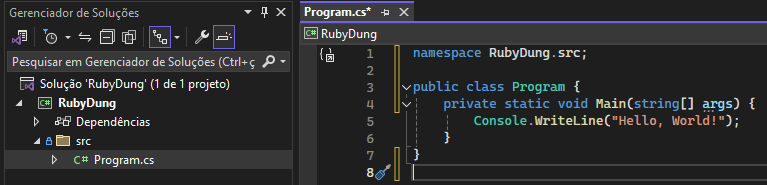 Gerenciador de Soluções
Pesquisar em Gerenciador de Soluções (Ctrl+ç
Solução 'RubyDung' (1 de 1 projeto)
C# RubyDung
Dependências
src
C# Program.cs
Program.cs*
C# RubyDung
1 namespace RubyDung.src;
2
3 public class Program {
4 private static void Main(string[] args) {
5 Console.WriteLine("Hello, World!");
6 }
7 }
8